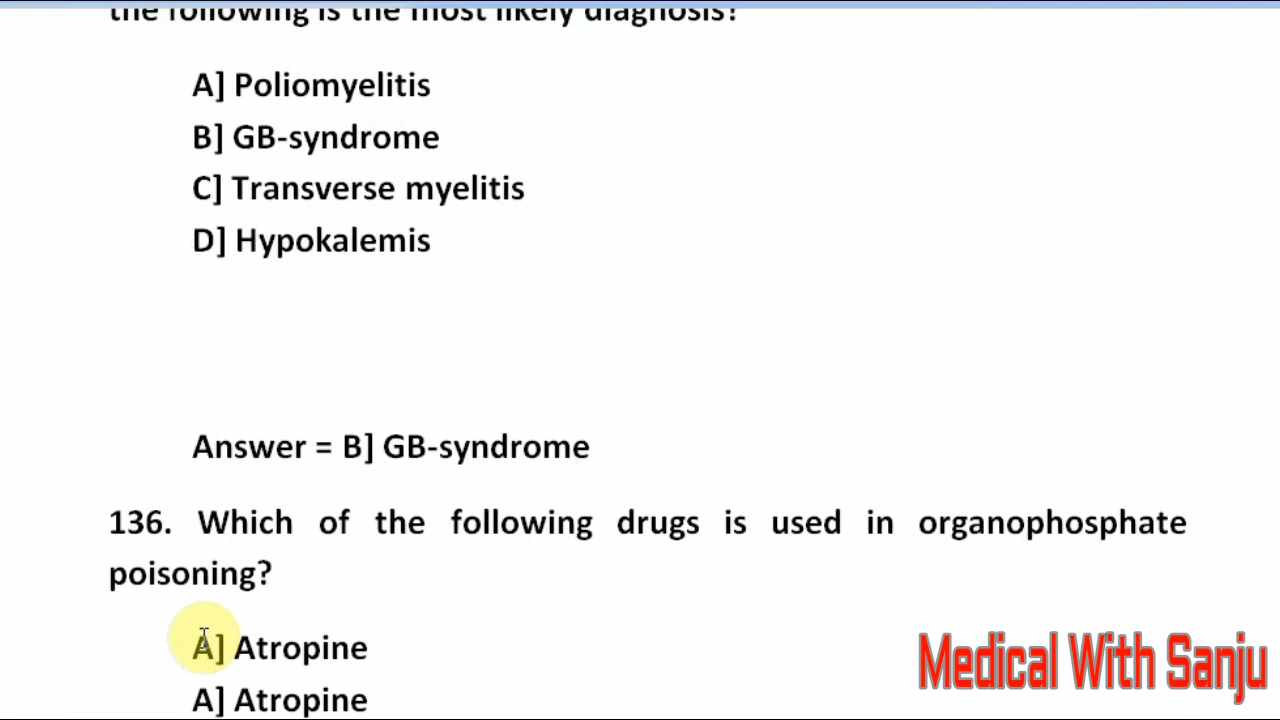 the following is the most likely diagnosis?
A] Poliomyelitis
B] GB-syndrome
C] Transverse myelitis
D] Hypokalemis
Answer = B] GB-syndrome
136. Which of the following drugs is used in organophosphate
poisoning?
A] Atropine
A] Atropine
Medical With Sanju